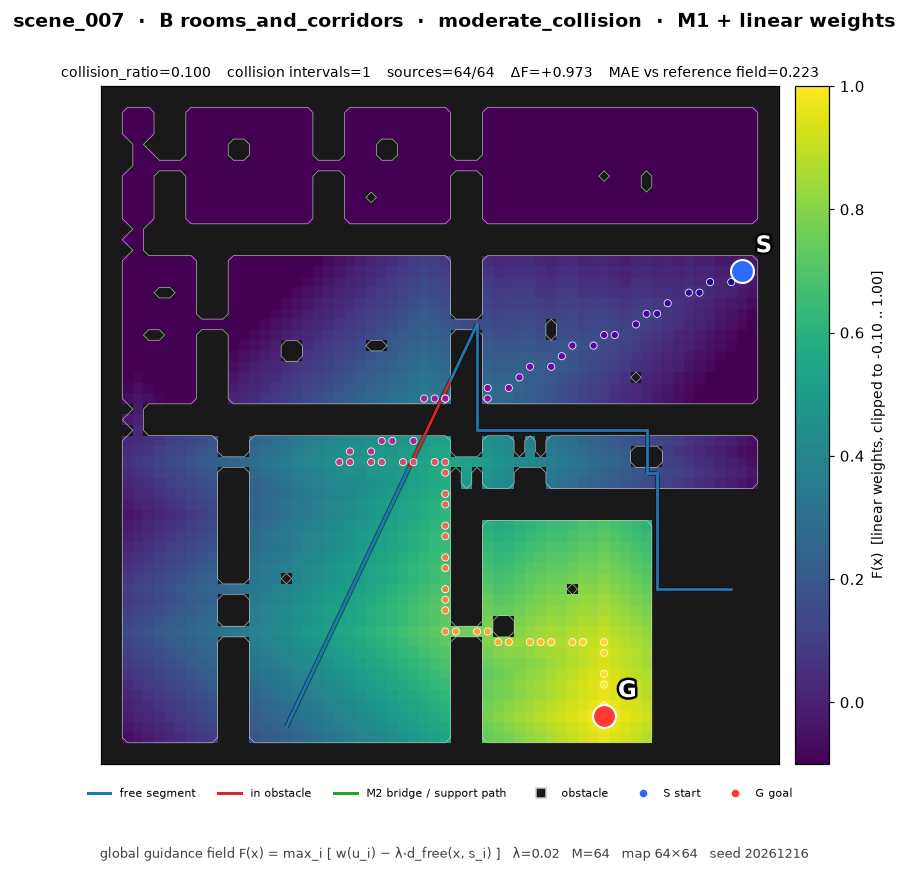 scene_007 · B rooms_and_corridors · moderate_collision · M1 + linear weights
collision_ratio=0.100 collision intervals=1 sources=64/64 ΔF=+0.973 MAE vs reference field=0.223
1.0
0.8
0.6
0.4
0.2
0.0
F(x) [linear weights, clipped to -0.10 .. 1.00]
S
G
free segment
in obstacle
M2 bridge / support path
obstacle
S start
G goal
global guidance field F(x) = max_i [ w(u_i) − λ·d_free(x, s_i) ] λ=0.02 M=64 map 64×64 seed 20261216